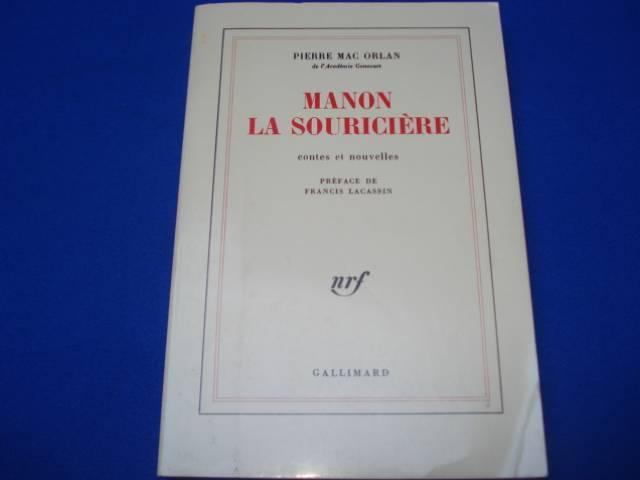 PIERRE MAC ORLAN
de l'Académie Goncourt
MANON
LA SOURICIÈRE
contes et nouvelles
PRÉFACE DE
FRANCIS LACASSIN
nrf
GALLIMARD